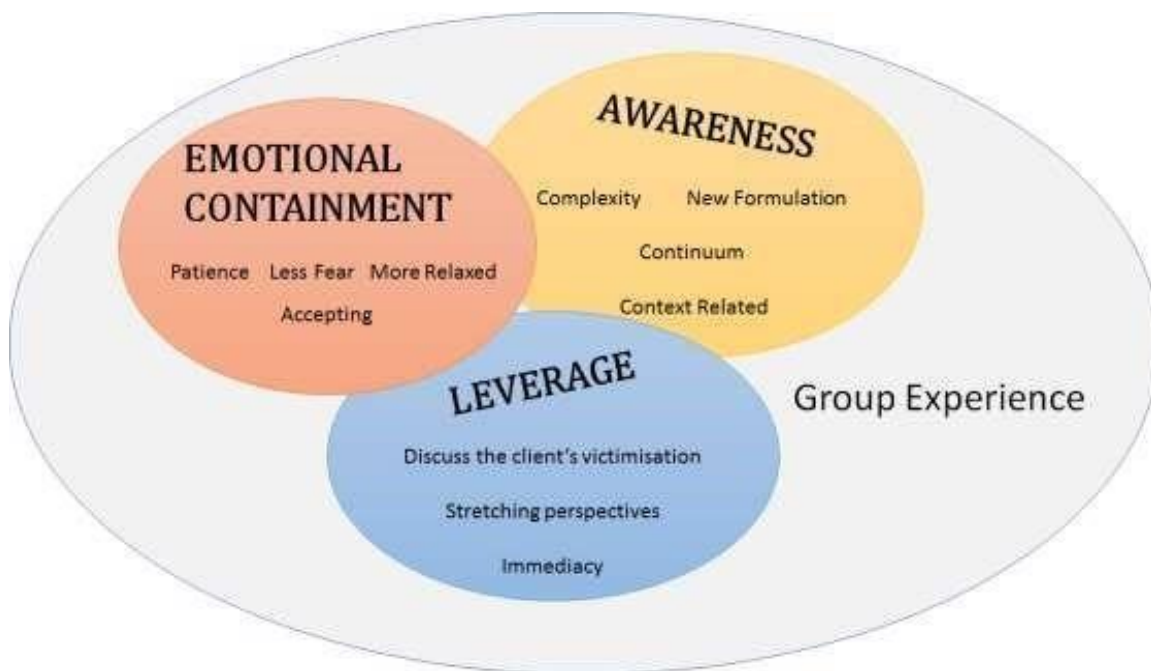 EMOTIONAL
CONTAINMENT
Patience Less Fear More Relaxed
Accepting
AWARENESS
Complexity New Formulation
Continuum
Context Related
LEVERAGE
Discuss the client's victimisation
Stretching perspectives
Immediacy
Group Experience